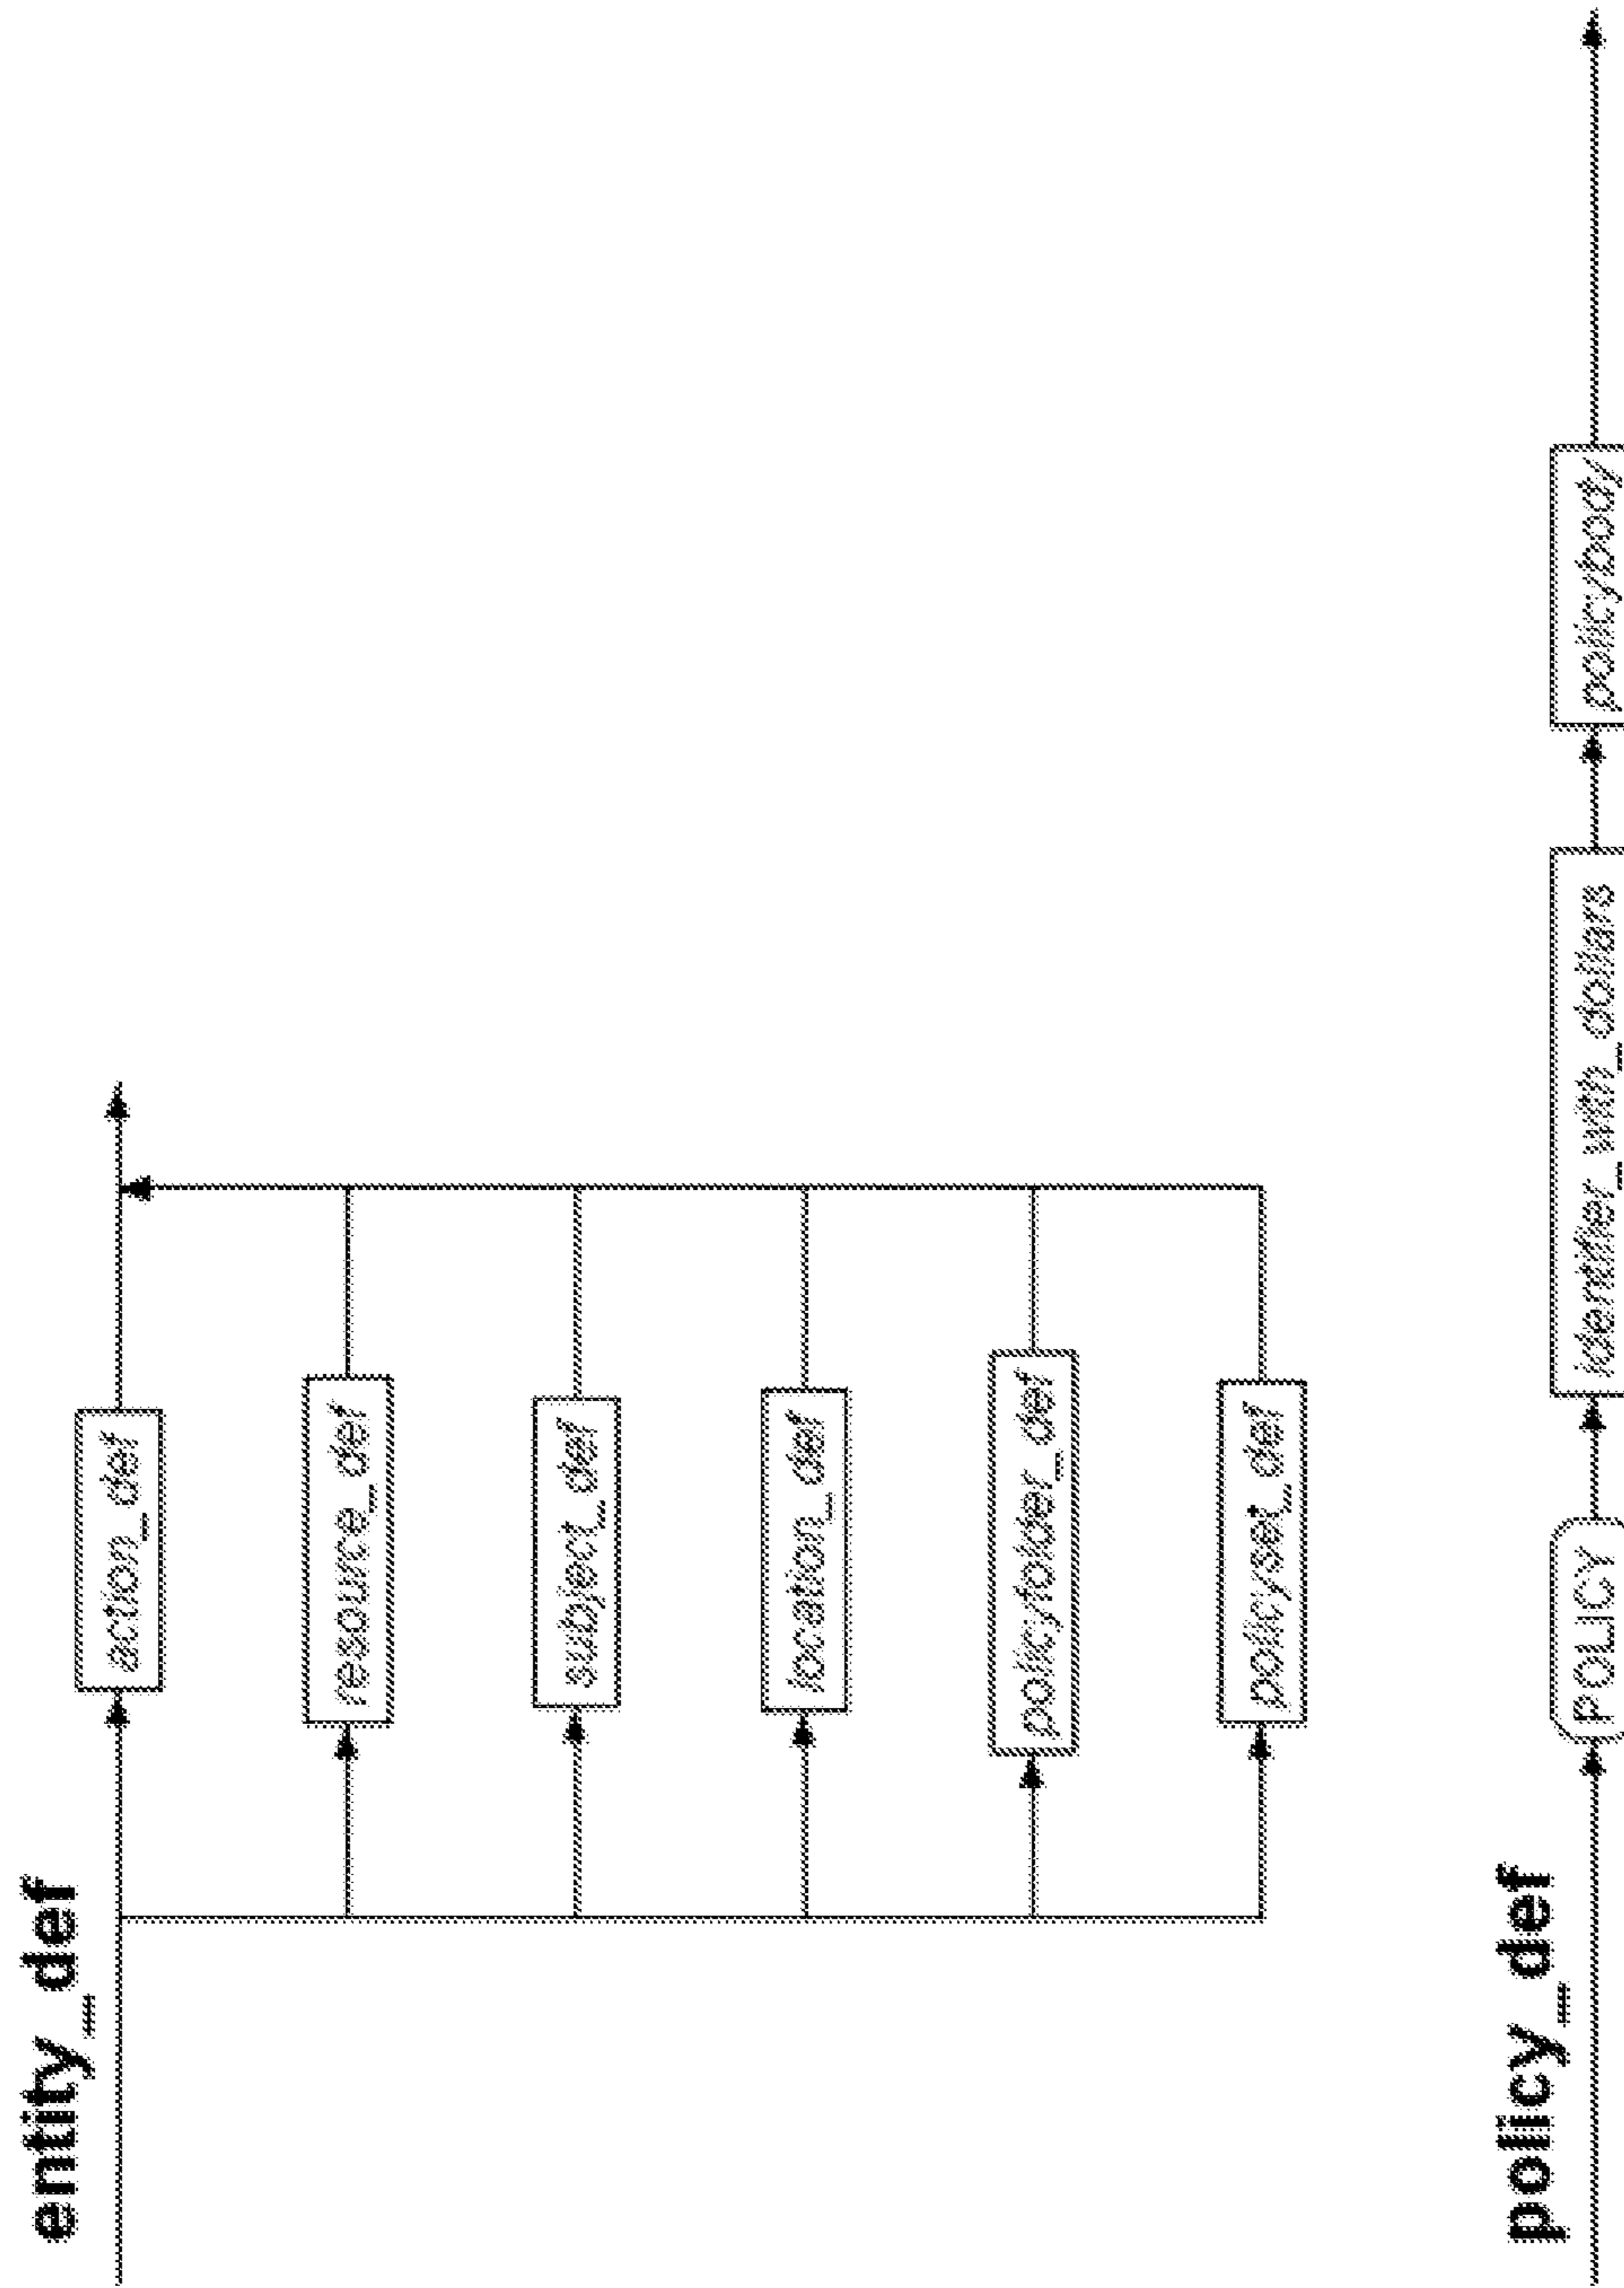 entity_def
action_def
resource_def
subject_def
location_def
policyfolder_def
policyset_def
policy_def
POLICY
identifier_with_dollars
policybody